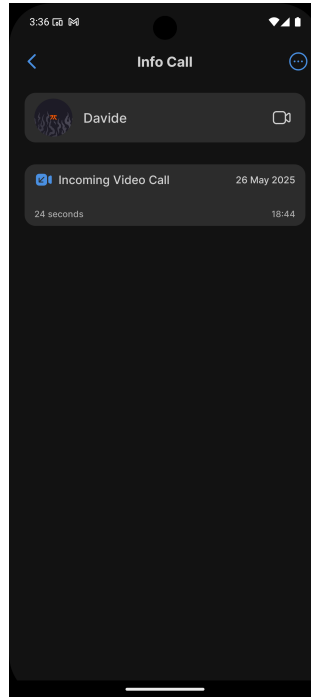 3:36
Info Call
Davide
Incoming Video Call
26 May 2025
24 seconds
18:44